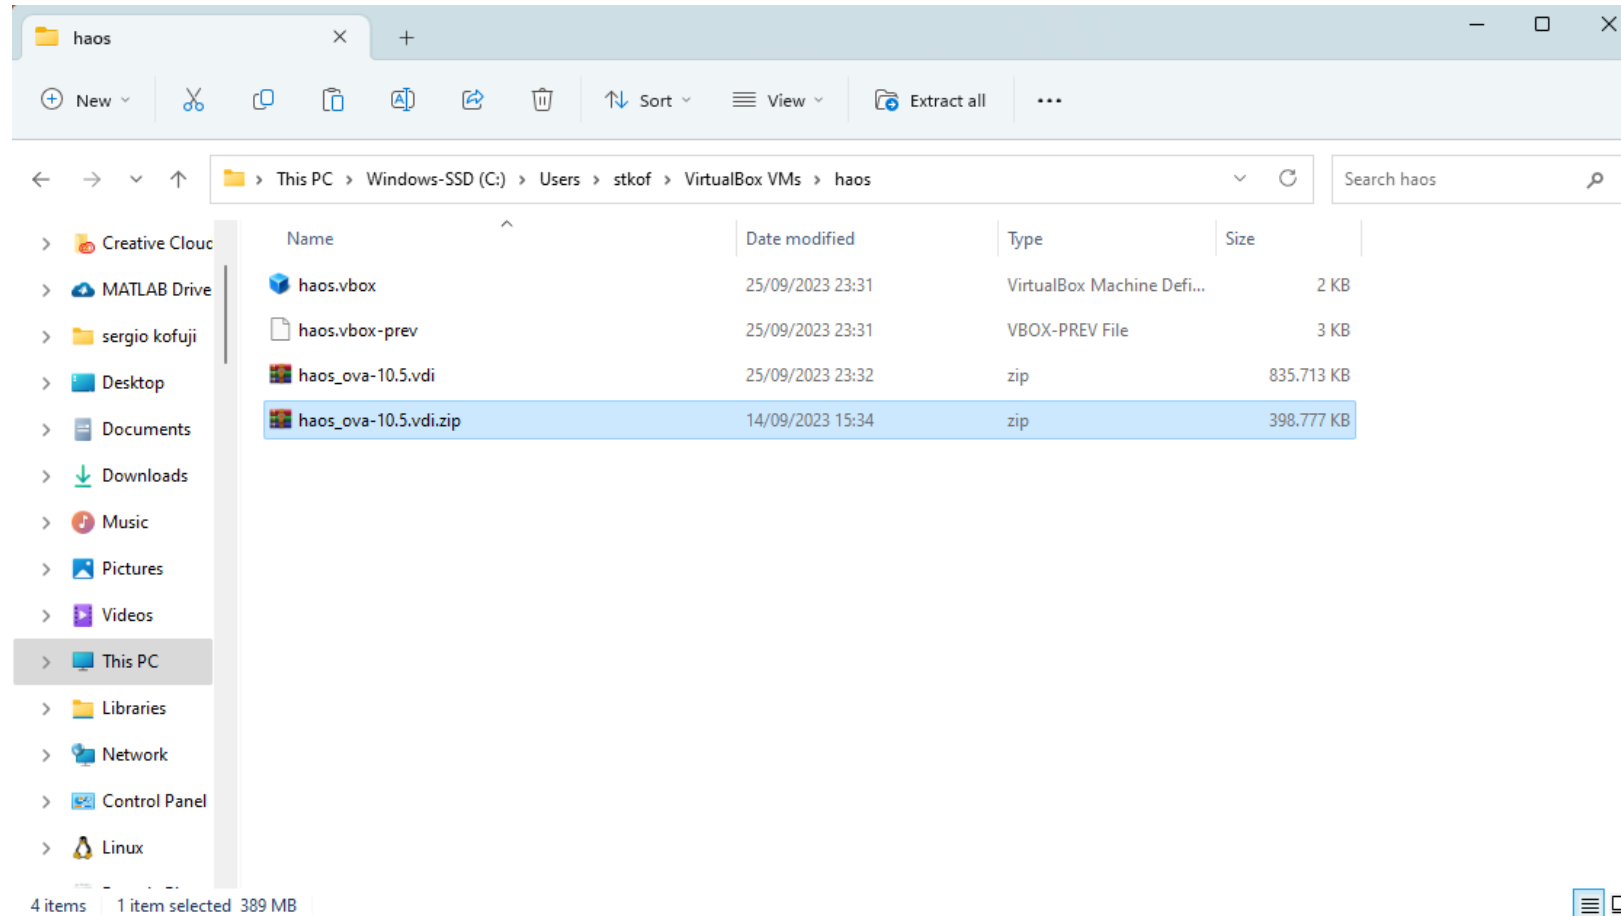 haos
New
Sort
View
Extract all
This PC > Windows-SSD (C:) > Users > stkof > VirtualBox VMs > haos
Search haos
Creative Cloud
MATLAB Drive
sergio kofuji
Desktop
Documents
Downloads
Music
Pictures
Videos
This PC
Libraries
Network
Control Panel
Linux
Name Date modified Type Size
haos.vbox 25/09/2023 23:31 VirtualBox Machine Defi... 2 KB
haos.vbox-prev 25/09/2023 23:31 VBOX-PREV File 3 KB
haos_ova-10.5.vdi 25/09/2023 23:32 zip 835.713 KB
haos_ova-10.5.vdi.zip 14/09/2023 15:34 zip 398.777 KB
4 items 1 item selected 389 MB